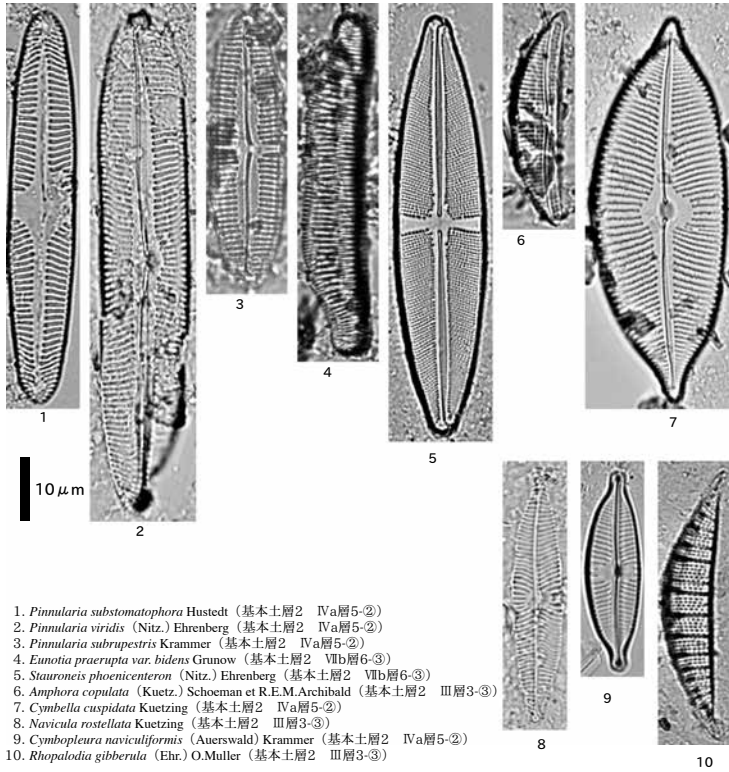 1
2
3
4
5
6
7
8
9
10
10μm
1. Pinnularia substomatophora Hustedt（基本土層2　Ⅳa層5-②）
2. Pinnularia viridis（Nitz.）Ehrenberg（基本土層2　Ⅳa層5-②）
3. Pinnularia subrupestris Krammer（基本土層2　Ⅳa層5-②）
4. Eunotia praerupta var. bidens Grunow（基本土層2　Ⅶb層6-③）
5. Stauroneis phoenicenteron（Nitz.）Ehrenberg（基本土層2　Ⅶb層6-③）
6. Amphora copulata（Kuetz.）Schoeman et R.E.M.Archibald（基本土層2　Ⅲ層3-③）
7. Cymbella cuspidata Kuetzing（基本土層2　Ⅳa層5-②）
8. Navicula rostellata Kuetzing（基本土層2　Ⅲ層3-③）
9. Cymbopleura naviculiformis（Auerswald）Krammer（基本土層2　Ⅳa層5-②）
10. Rhopalodia gibberula（Ehr.）O.Muller（基本土層2　Ⅲ層3-③）